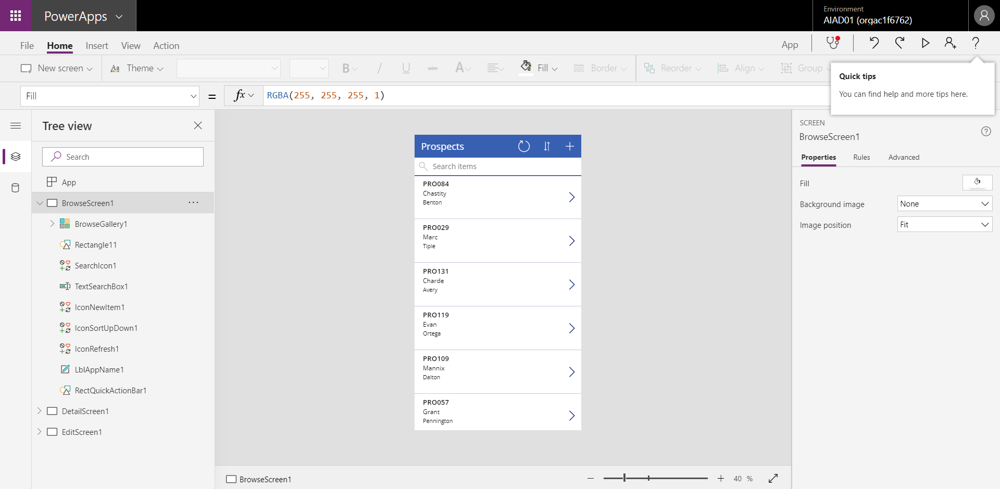 PowerApps
Environment
AIAD01 (orgac1f6762)
File Home Insert View Action App
New screen Theme B / U abc A Fill Border Reorder Align Group
Quick tips
You can find help and more tips here.
Fill = fx RGBA(255, 255, 255, 1)
Tree view
Search
App
BrowseScreen1 ...
BrowseGallery1
Rectangle11
SearchIcon1
TextSearchBox1
IconNewItem1
IconSortUpDown1
IconRefresh1
LblAppName1
RectQuickActionBar1
DetailScreen1
EditScreen1
Prospects
Search items
PRO084
Chastity
Benton
PRO029
Marc
Tiple
PRO131
Charde
Avery
PRO119
Evan
Ortega
PRO109
Mannix
Dalton
PRO057
Grant
Pennington
BrowseScreen1
40 %
SCREEN
BrowseScreen1
Properties Rules Advanced
Fill
Background image None
Image position Fit